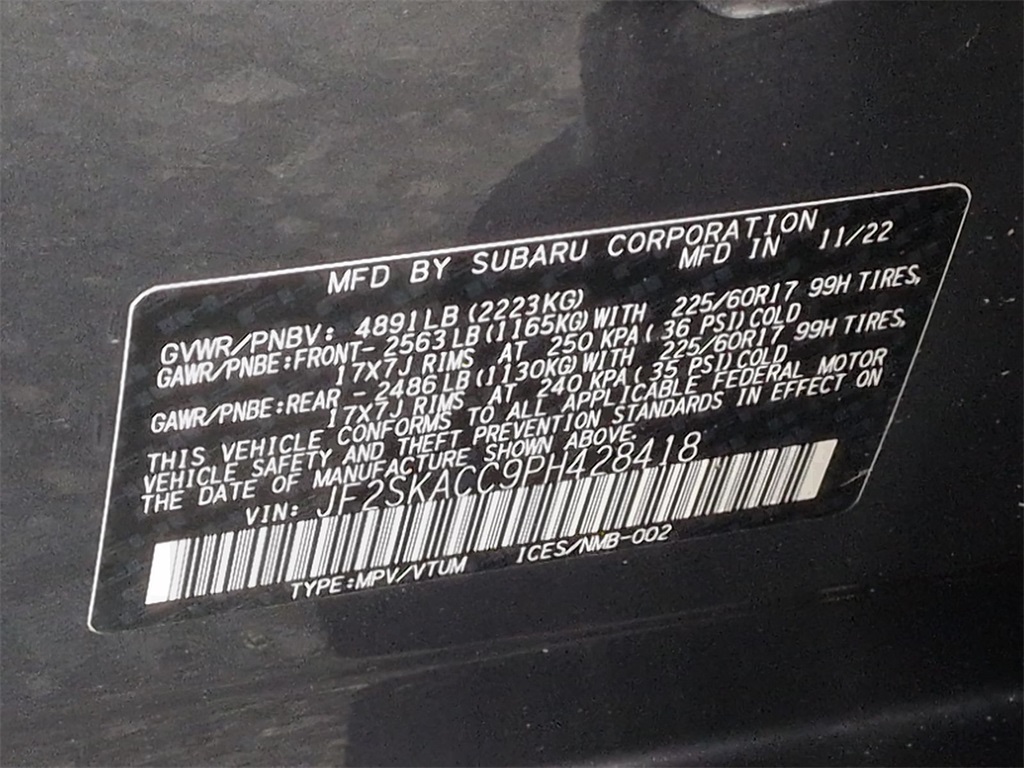 MFD BY SUBARU CORPORATION
MFD IN 11/22
GVWR/PNBV: 4891LB (2223KG)
GAWR/PNBE:FRONT- 2563LB (1165KG) WITH 225/60R17 99H TIRES,
17X7J RIMS AT 250 KPA ( 36 PSI) COLD
GAWR/PNBE:REAR - 2486LB (1130KG) WITH 225/60R17 99H TIRES,
17X7J RIMS AT 240 KPA ( 35 PSI) COLD
THIS VEHICLE CONFORMS TO ALL APPLICABLE FEDERAL MOTOR
VEHICLE SAFETY AND THEFT PREVENTION STANDARDS IN EFFECT ON
THE DATE OF MANUFACTURE SHOWN ABOVE.
VIN: JF2SKACC9PH428418
TYPE:MPV/VTUM ICES/NMB-002